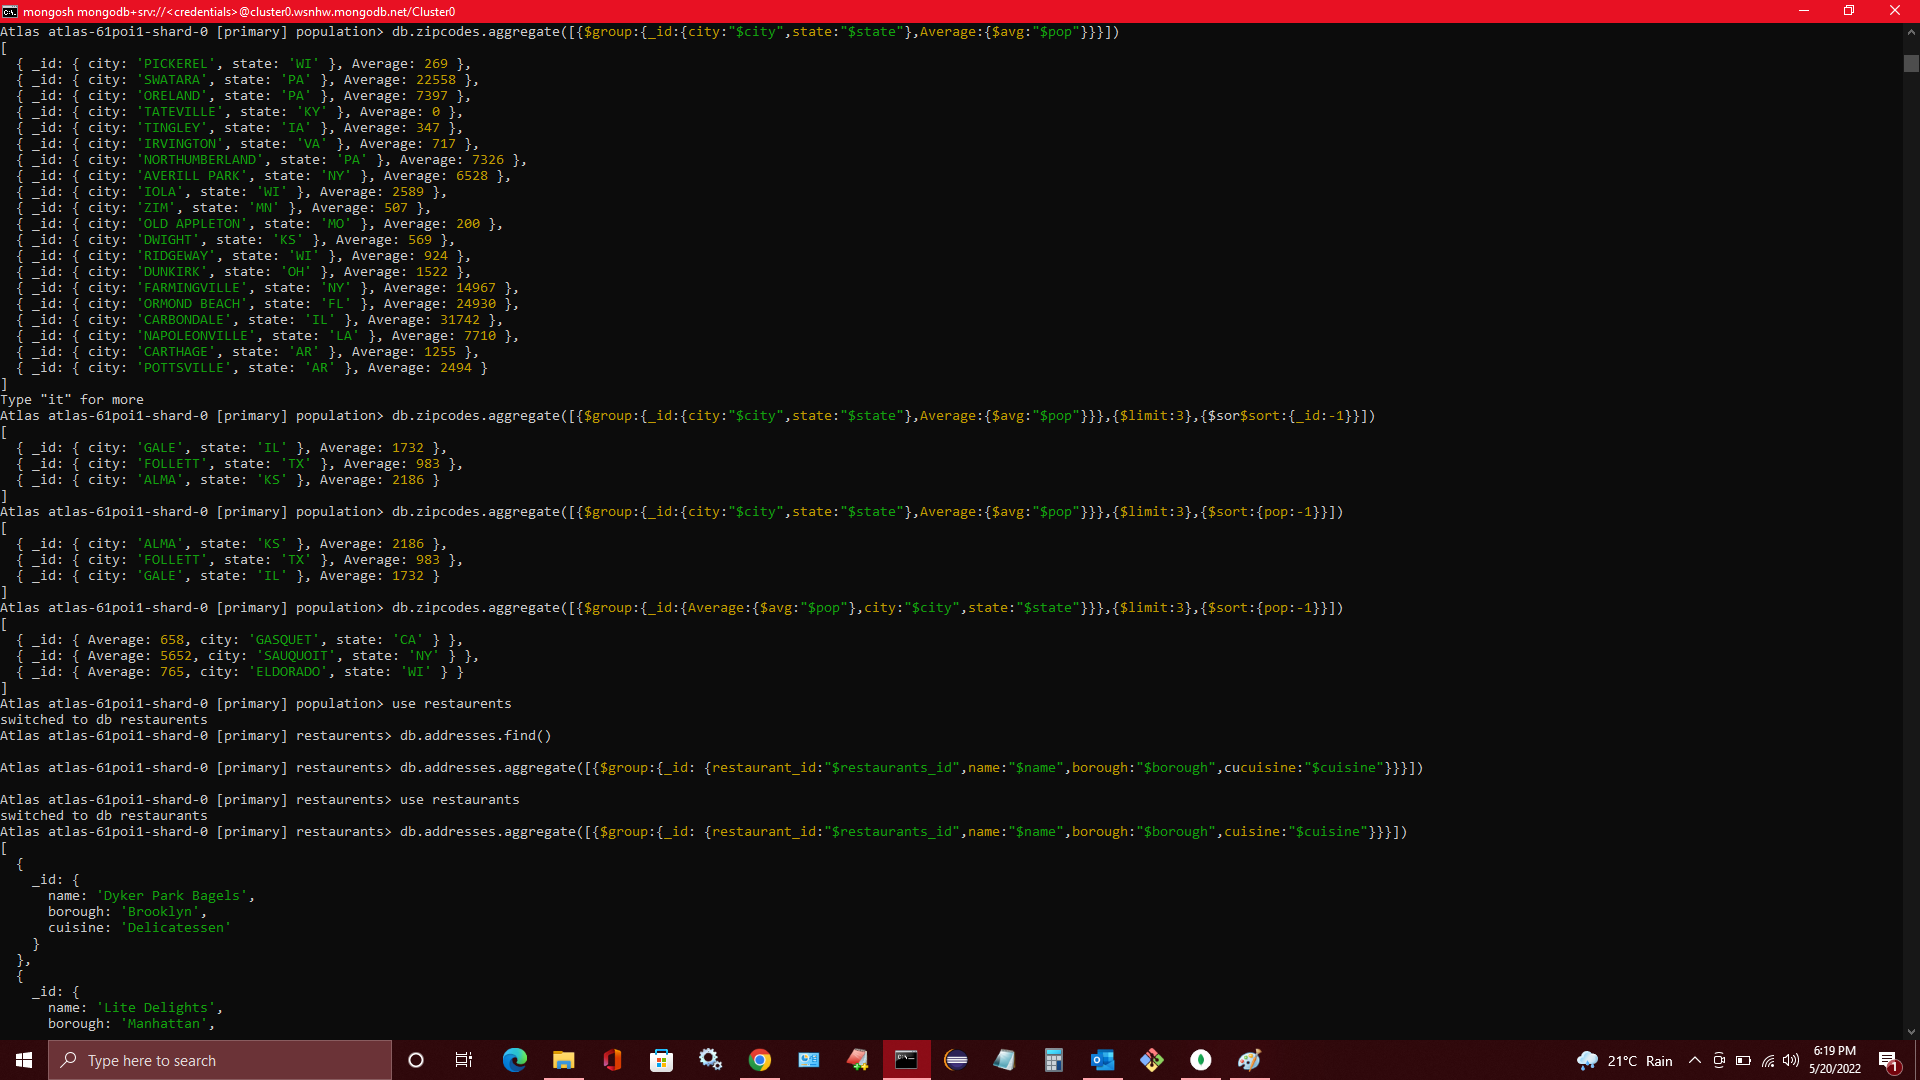 mongosh mongodb+srv://<credentials>@cluster0.wsnhw.mongodb.net/Cluster0
Atlas atlas-61poi1-shard-0 [primary] population> db.zipcodes.aggregate([{$group:{_id:{city:"$city",state:"$state"},Average:{$avg:"$pop"}}}])
[
  { _id: { city: 'PICKEREL', state: 'WI' }, Average: 269 },
  { _id: { city: 'SWATARA', state: 'PA' }, Average: 22558 },
  { _id: { city: 'ORELAND', state: 'PA' }, Average: 7397 },
  { _id: { city: 'TATEVILLE', state: 'KY' }, Average: 0 },
  { _id: { city: 'TINGLEY', state: 'IA' }, Average: 347 },
  { _id: { city: 'IRVINGTON', state: 'VA' }, Average: 717 },
  { _id: { city: 'NORTHUMBERLAND', state: 'PA' }, Average: 7326 },
  { _id: { city: 'AVERILL PARK', state: 'NY' }, Average: 6528 },
  { _id: { city: 'IOLA', state: 'WI' }, Average: 2589 },
  { _id: { city: 'ZIM', state: 'MN' }, Average: 507 },
  { _id: { city: 'OLD APPLETON', state: 'MO' }, Average: 200 },
  { _id: { city: 'DWIGHT', state: 'KS' }, Average: 569 },
  { _id: { city: 'RIDGEWAY', state: 'WI' }, Average: 924 },
  { _id: { city: 'DUNKIRK', state: 'OH' }, Average: 1522 },
  { _id: { city: 'FARMINGVILLE', state: 'NY' }, Average: 14967 },
  { _id: { city: 'ORMOND BEACH', state: 'FL' }, Average: 24930 },
  { _id: { city: 'CARBONDALE', state: 'IL' }, Average: 31742 },
  { _id: { city: 'NAPOLEONVILLE', state: 'LA' }, Average: 7710 },
  { _id: { city: 'CARTHAGE', state: 'AR' }, Average: 1255 },
  { _id: { city: 'POTTSVILLE', state: 'AR' }, Average: 2494 }
]
Type "it" for more
Atlas atlas-61poi1-shard-0 [primary] population> db.zipcodes.aggregate([{$group:{_id:{city:"$city",state:"$state"},Average:{$avg:"$pop"}}},{$limit:3},{$sor$sort:{_id:-1}}])
[
  { _id: { city: 'GALE', state: 'IL' }, Average: 1732 },
  { _id: { city: 'FOLLETT', state: 'TX' }, Average: 983 },
  { _id: { city: 'ALMA', state: 'KS' }, Average: 2186 }
]
Atlas atlas-61poi1-shard-0 [primary] population> db.zipcodes.aggregate([{$group:{_id:{city:"$city",state:"$state"},Average:{$avg:"$pop"}}},{$limit:3},{$sort:{pop:-1}}])
[
  { _id: { city: 'ALMA', state: 'KS' }, Average: 2186 },
  { _id: { city: 'FOLLETT', state: 'TX' }, Average: 983 },
  { _id: { city: 'GALE', state: 'IL' }, Average: 1732 }
]
Atlas atlas-61poi1-shard-0 [primary] population> db.zipcodes.aggregate([{$group:{_id:{Average:{$avg:"$pop"},city:"$city",state:"$state"}}},{$limit:3},{$sort:{pop:-1}}])
[
  { _id: { Average: 658, city: 'GASQUET', state: 'CA' } },
  { _id: { Average: 5652, city: 'SAUQUOIT', state: 'NY' } },
  { _id: { Average: 765, city: 'ELDORADO', state: 'WI' } }
]
Atlas atlas-61poi1-shard-0 [primary] population> use restaurents
switched to db restaurents
Atlas atlas-61poi1-shard-0 [primary] restaurents> db.addresses.find()
Atlas atlas-61poi1-shard-0 [primary] restaurents> db.addresses.aggregate([{$group:{_id: {restaurant_id:"$restaurants_id",name:"$name",borough:"$borough",cucuisine:"$cuisine"}}}])
Atlas atlas-61poi1-shard-0 [primary] restaurents> use restaurants
switched to db restaurants
Atlas atlas-61poi1-shard-0 [primary] restaurants> db.addresses.aggregate([{$group:{_id: {restaurant_id:"$restaurants_id",name:"$name",borough:"$borough",cuisine:"$cuisine"}}}])
[
  {
    _id: {
      name: 'Dyker Park Bagels',
      borough: 'Brooklyn',
      cuisine: 'Delicatessen'
    }
  },
  {
    _id: {
      name: 'Lite Delights',
      borough: 'Manhattan',
Type here to search
21°C Rain
6:19 PM
5/20/2022
1